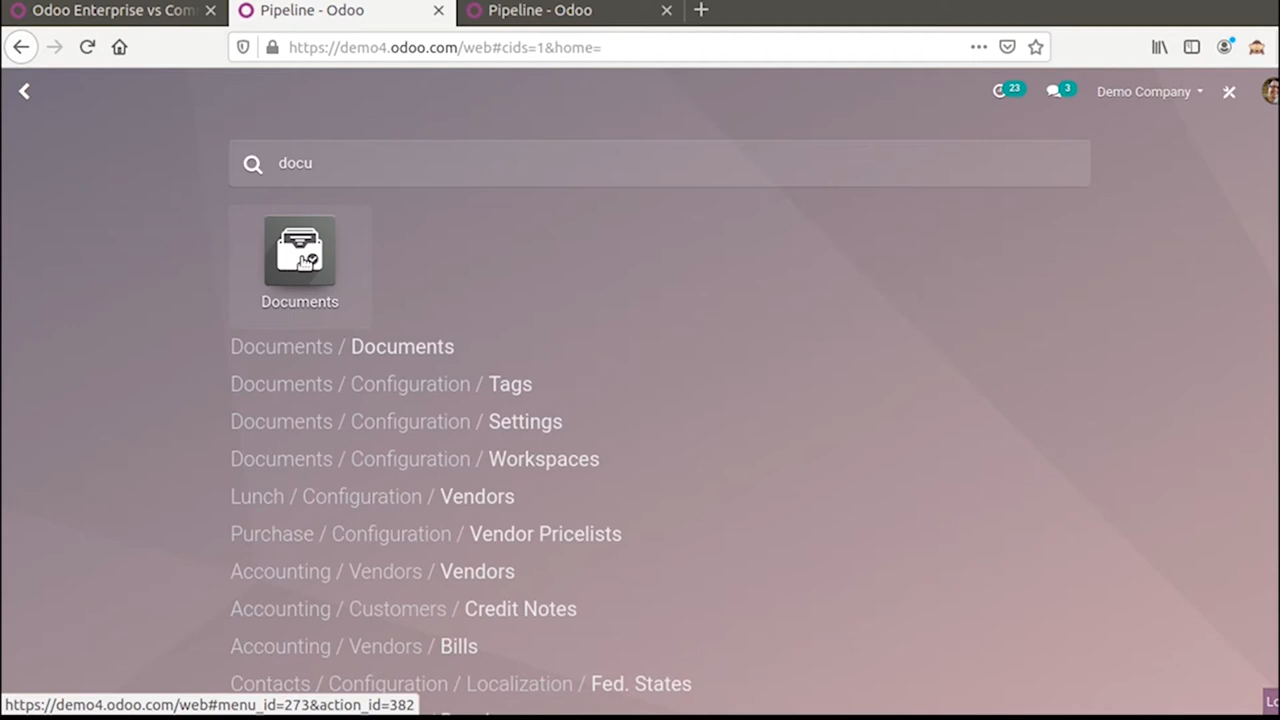 Odoo Enterprise vs Com
Pipeline - Odoo
Pipeline - Odoo
https://demo4.odoo.com/web#cids=1&home=
23
3
Demo Company
docu
Documents
Documents / Documents
Documents / Configuration / Tags
Documents / Configuration / Settings
Documents / Configuration / Workspaces
Lunch / Configuration / Vendors
Purchase / Configuration / Vendor Pricelists
Accounting / Vendors / Vendors
Accounting / Customers / Credit Notes
Accounting / Vendors / Bills
Contacts / Configuration / Localization / Fed. States
https://demo4.odoo.com/web#menu_id=273&action_id=382